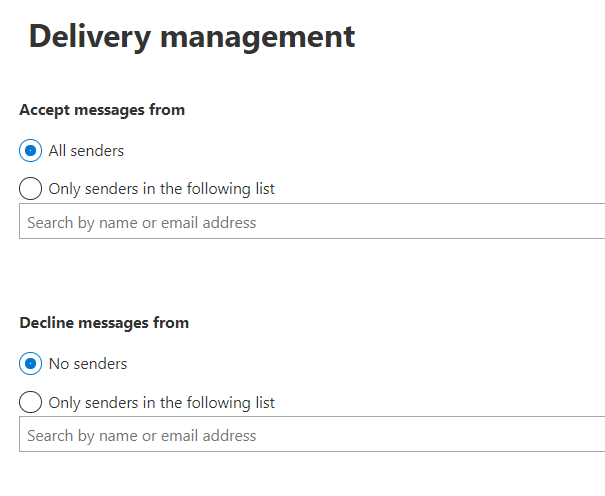 Delivery management
Accept messages from
All senders
Only senders in the following list
Search by name or email address
Decline messages from
No senders
Only senders in the following list
Search by name or email address